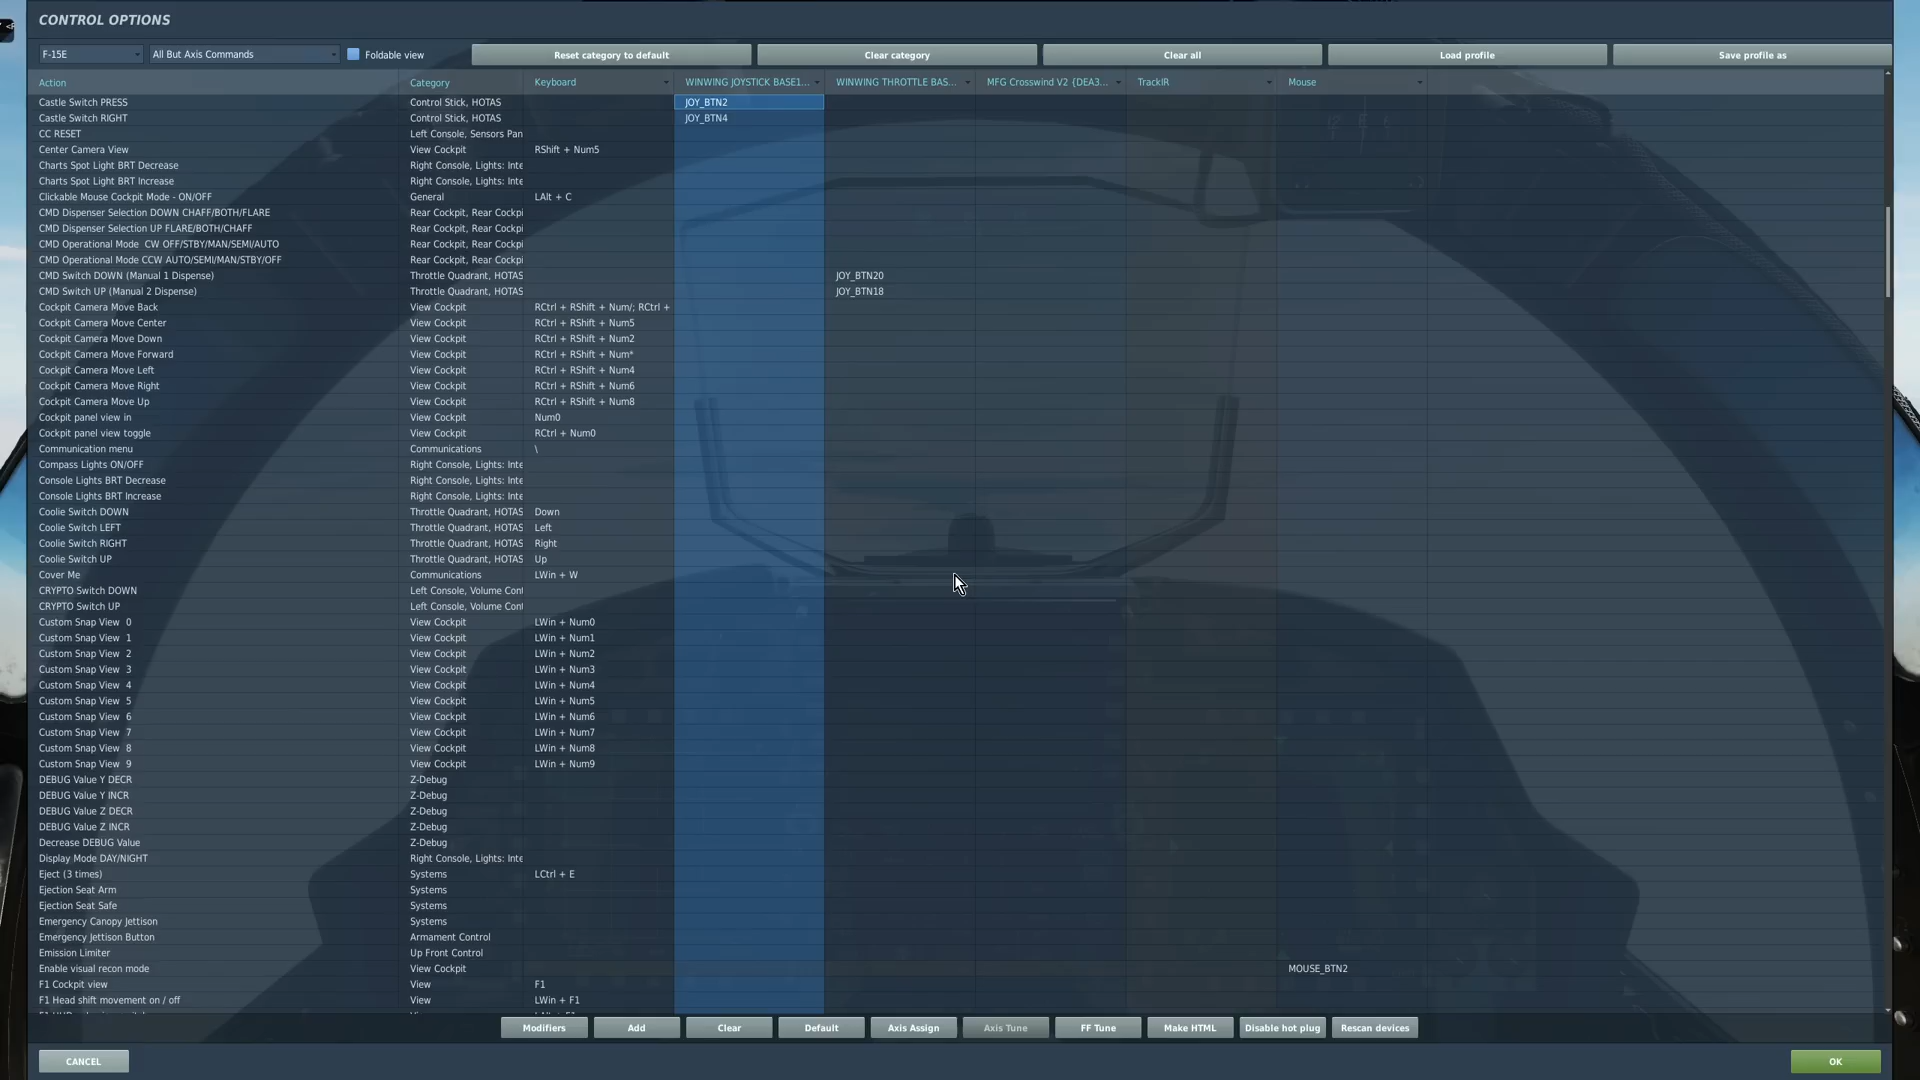 CONTROL OPTIONS
F-15E All But Axis Commands Foldable view Reset category to default Clear category Clear all Load profile Save profile as
Action Category Keyboard WINWING JOYSTICK BASE1... WINWING THROTTLE BAS... MFG Crosswind V2 {DEA3... TrackIR Mouse
Castle Switch PRESS Control Stick, HOTAS JOY_BTN2
Castle Switch RIGHT Control Stick, HOTAS JOY_BTN4
CC RESET Left Console, Sensors Pan
Center Camera View View Cockpit RShift + Num5
Charts Spot Light BRT Decrease Right Console, Lights: Inte
Charts Spot Light BRT Increase Right Console, Lights: Inte
Clickable Mouse Cockpit Mode - ON/OFF General LAlt + C
CMD Dispenser Selection DOWN CHAFF/BOTH/FLARE Rear Cockpit, Rear Cockpi
CMD Dispenser Selection UP FLARE/BOTH/CHAFF Rear Cockpit, Rear Cockpi
CMD Operational Mode  CW OFF/STBY/MAN/SEMI/AUTO Rear Cockpit, Rear Cockpi
CMD Operational Mode CCW AUTO/SEMI/MAN/STBY/OFF Rear Cockpit, Rear Cockpi
CMD Switch DOWN (Manual 1 Dispense) Throttle Quadrant, HOTAS JOY_BTN20
CMD Switch UP (Manual 2 Dispense) Throttle Quadrant, HOTAS JOY_BTN18
Cockpit Camera Move Back View Cockpit RCtrl + RShift + Num/; RCtrl +
Cockpit Camera Move Center View Cockpit RCtrl + RShift + Num5
Cockpit Camera Move Down View Cockpit RCtrl + RShift + Num2
Cockpit Camera Move Forward View Cockpit RCtrl + RShift + Num*
Cockpit Camera Move Left View Cockpit RCtrl + RShift + Num4
Cockpit Camera Move Right View Cockpit RCtrl + RShift + Num6
Cockpit Camera Move Up View Cockpit RCtrl + RShift + Num8
Cockpit panel view in View Cockpit Num0
Cockpit panel view toggle View Cockpit RCtrl + Num0
Communication menu Communications \
Compass Lights ON/OFF Right Console, Lights: Inte
Console Lights BRT Decrease Right Console, Lights: Inte
Console Lights BRT Increase Right Console, Lights: Inte
Coolie Switch DOWN Throttle Quadrant, HOTAS Down
Coolie Switch LEFT Throttle Quadrant, HOTAS Left
Coolie Switch RIGHT Throttle Quadrant, HOTAS Right
Coolie Switch UP Throttle Quadrant, HOTAS Up
Cover Me Communications LWin + W
CRYPTO Switch DOWN Left Console, Volume Cont
CRYPTO Switch UP Left Console, Volume Cont
Custom Snap View  0 View Cockpit LWin + Num0
Custom Snap View  1 View Cockpit LWin + Num1
Custom Snap View  2 View Cockpit LWin + Num2
Custom Snap View  3 View Cockpit LWin + Num3
Custom Snap View  4 View Cockpit LWin + Num4
Custom Snap View  5 View Cockpit LWin + Num5
Custom Snap View  6 View Cockpit LWin + Num6
Custom Snap View  7 View Cockpit LWin + Num7
Custom Snap View  8 View Cockpit LWin + Num8
Custom Snap View  9 View Cockpit LWin + Num9
DEBUG Value Y DECR Z-Debug
DEBUG Value Y INCR Z-Debug
DEBUG Value Z DECR Z-Debug
DEBUG Value Z INCR Z-Debug
Decrease DEBUG Value Z-Debug
Display Mode DAY/NIGHT Right Console, Lights: Inte
Eject (3 times) Systems LCtrl + E
Ejection Seat Arm Systems
Ejection Seat Safe Systems
Emergency Canopy Jettison Systems
Emergency Jettison Button Armament Control
Emission Limiter Up Front Control
Enable visual recon mode View Cockpit MOUSE_BTN2
F1 Cockpit view View F1
F1 Head shift movement on / off View LWin + F1
Modifiers Add Clear Default Axis Assign Axis Tune FF Tune Make HTML Disable hot plug Rescan devices
CANCEL OK